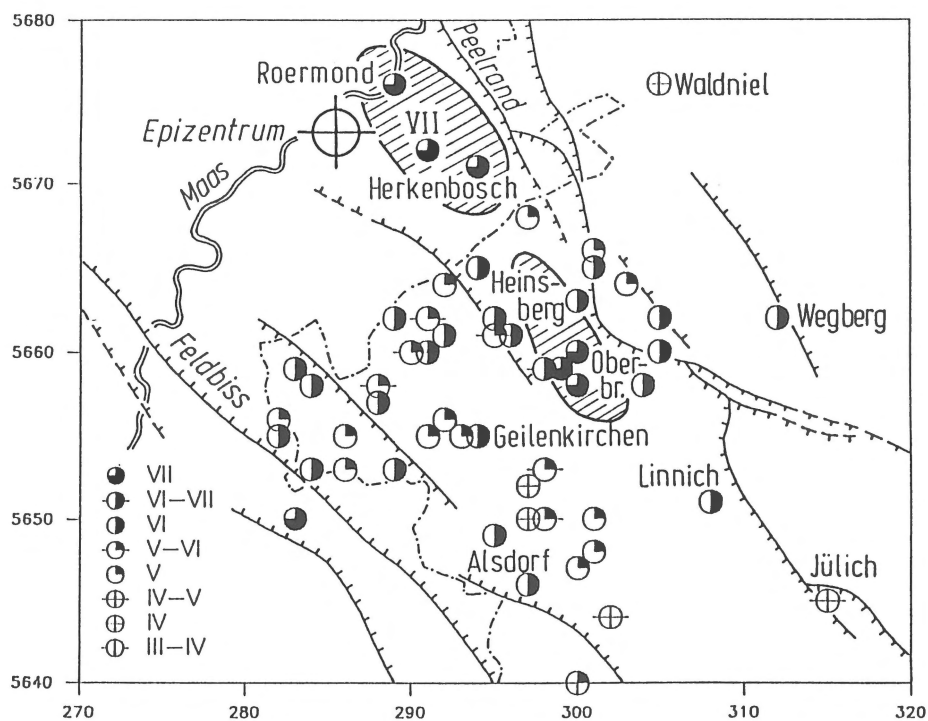 5680
Peelrand
Roermond
Waldniel
Epizentrum
VII
5670
Maas
Herkenbosch
Heins-
berg
Wegberg
5660
Feldbiss
Ober-
br.
Geilenkirchen
VII
VI–VII
Linnich
VI
5650
V–VI
Alsdorf
V
Jülich
IV–V
IV
III–IV
5640
270 280 290 300 310 320